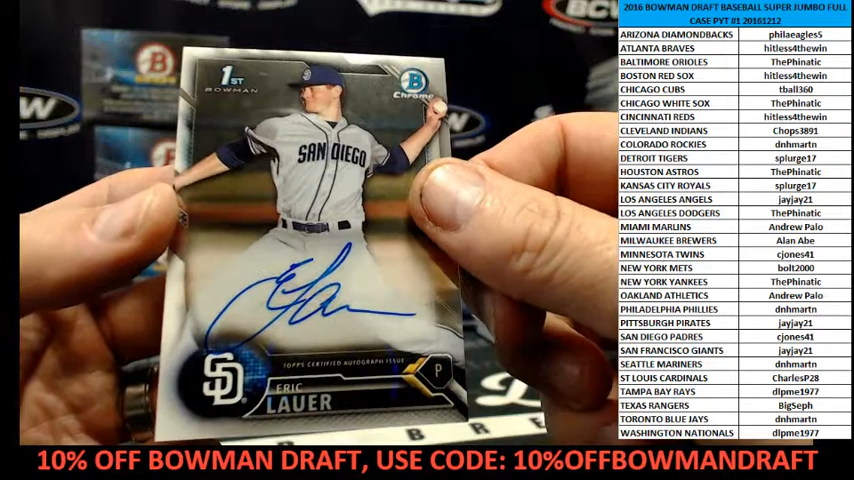 2016 BOWMAN DRAFT BASEBALL SUPER JUMBO FULL
CASE PYT #1 20161212
ARIZONA DIAMONDBACKS philaeagles5
ATLANTA BRAVES hitless4thewin
BALTIMORE ORIOLES ThePhinatic
BOSTON RED SOX hitless4thewin
CHICAGO CUBS tball360
CHICAGO WHITE SOX ThePhinatic
CINCINNATI REDS hitless4thewin
CLEVELAND INDIANS Chops3891
COLORADO ROCKIES dnhmartn
DETROIT TIGERS splurge17
HOUSTON ASTROS ThePhinatic
KANSAS CITY ROYALS splurge17
LOS ANGELES ANGELS jayjay21
LOS ANGELES DODGERS ThePhinatic
MIAMI MARLINS Andrew Palo
MILWAUKEE BREWERS Alan Abe
MINNESOTA TWINS cjones41
NEW YORK METS bolt2000
NEW YORK YANKEES ThePhinatic
OAKLAND ATHLETICS Andrew Palo
PHILADELPHIA PHILLIES dnhmartn
PITTSBURGH PIRATES jayjay21
SAN DIEGO PADRES cjones41
SAN FRANCISCO GIANTS jayjay21
SEATTLE MARINERS dnhmartn
ST LOUIS CARDINALS CharlesP28
TAMPA BAY RAYS dlpme1977
TEXAS RANGERS BigSeph
TORONTO BLUE JAYS dnhmartn
WASHINGTON NATIONALS dlpme1977
1ST
BOWMAN
B
Chrome
SAN DIEGO
TOPPS CERTIFIED AUTOGRAPH ISSUE
SD
P
ERIC
LAUER
10% OFF BOWMAN DRAFT, USE CODE: 10%OFFBOWMANDRAFT